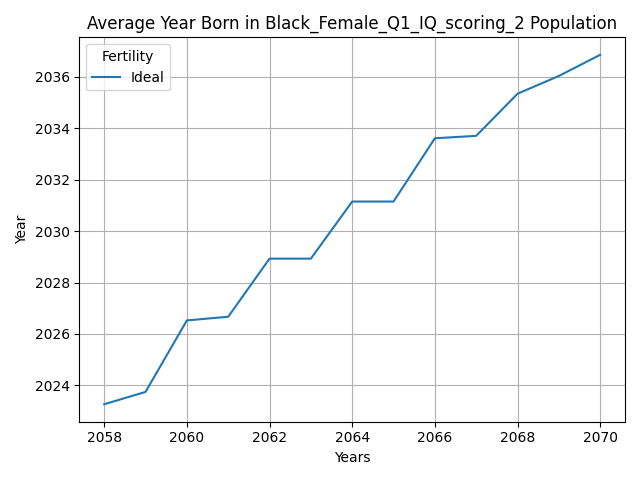 Average Year Born in Black_Female_Q1_IQ_scoring_2 Population
Fertility
Ideal
Year
2036
2034
2032
2030
2028
2026
2024
2058 2060 2062 2064 2066 2068 2070
Years